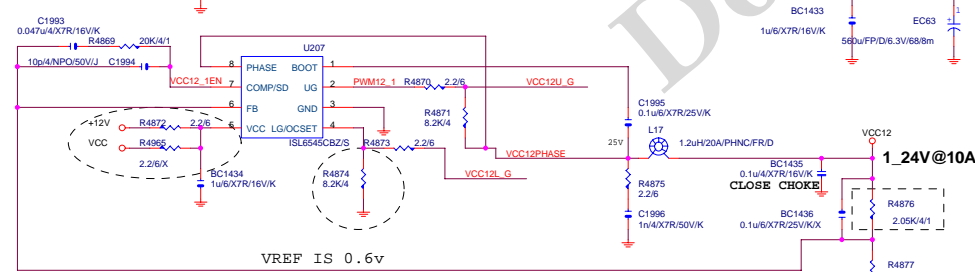 C1993
0.047u/4/X7R/16V/K
R4869
20K/4/1
10p/4/NPO/50V/J
C1994
VCC12_1EN
U207
8 PHASE BOOT 1
7 COMP/SD UG 2
6 FB GND 3
5 VCC LG/OCSET 4
ISL6545CBZ/S
PWM12_1
R4870
2.2/6
VCC12U_G
R4871
8.2K/4
+12V
R4872
2.2/6
VCC
R4965
2.2/6/X
BC1434
1u/6/X7R/16V/K
R4873
2.2/6
R4874
8.2K/4
VCC12PHASE
VCC12L_G
C1995
0.1u/6/X7R/25V/K
25V
L17
1.2uH/20A/PHNC/FR/D
R4875
2.2/6
C1996
1n/4/X7R/50V/K
BC1433
1u/6/X7R/16V/K
EC63
1
+
560u/FP/D/6.3V/68/8m
VCC12
1_24V@10A
BC1435
0.1u/4/X7R/16V/K
CLOSE CHOKE
BC1436
0.1u/6/X7R/25V/K/X
R4876
2.05K/4/1
R4877
VREF IS 0.6v